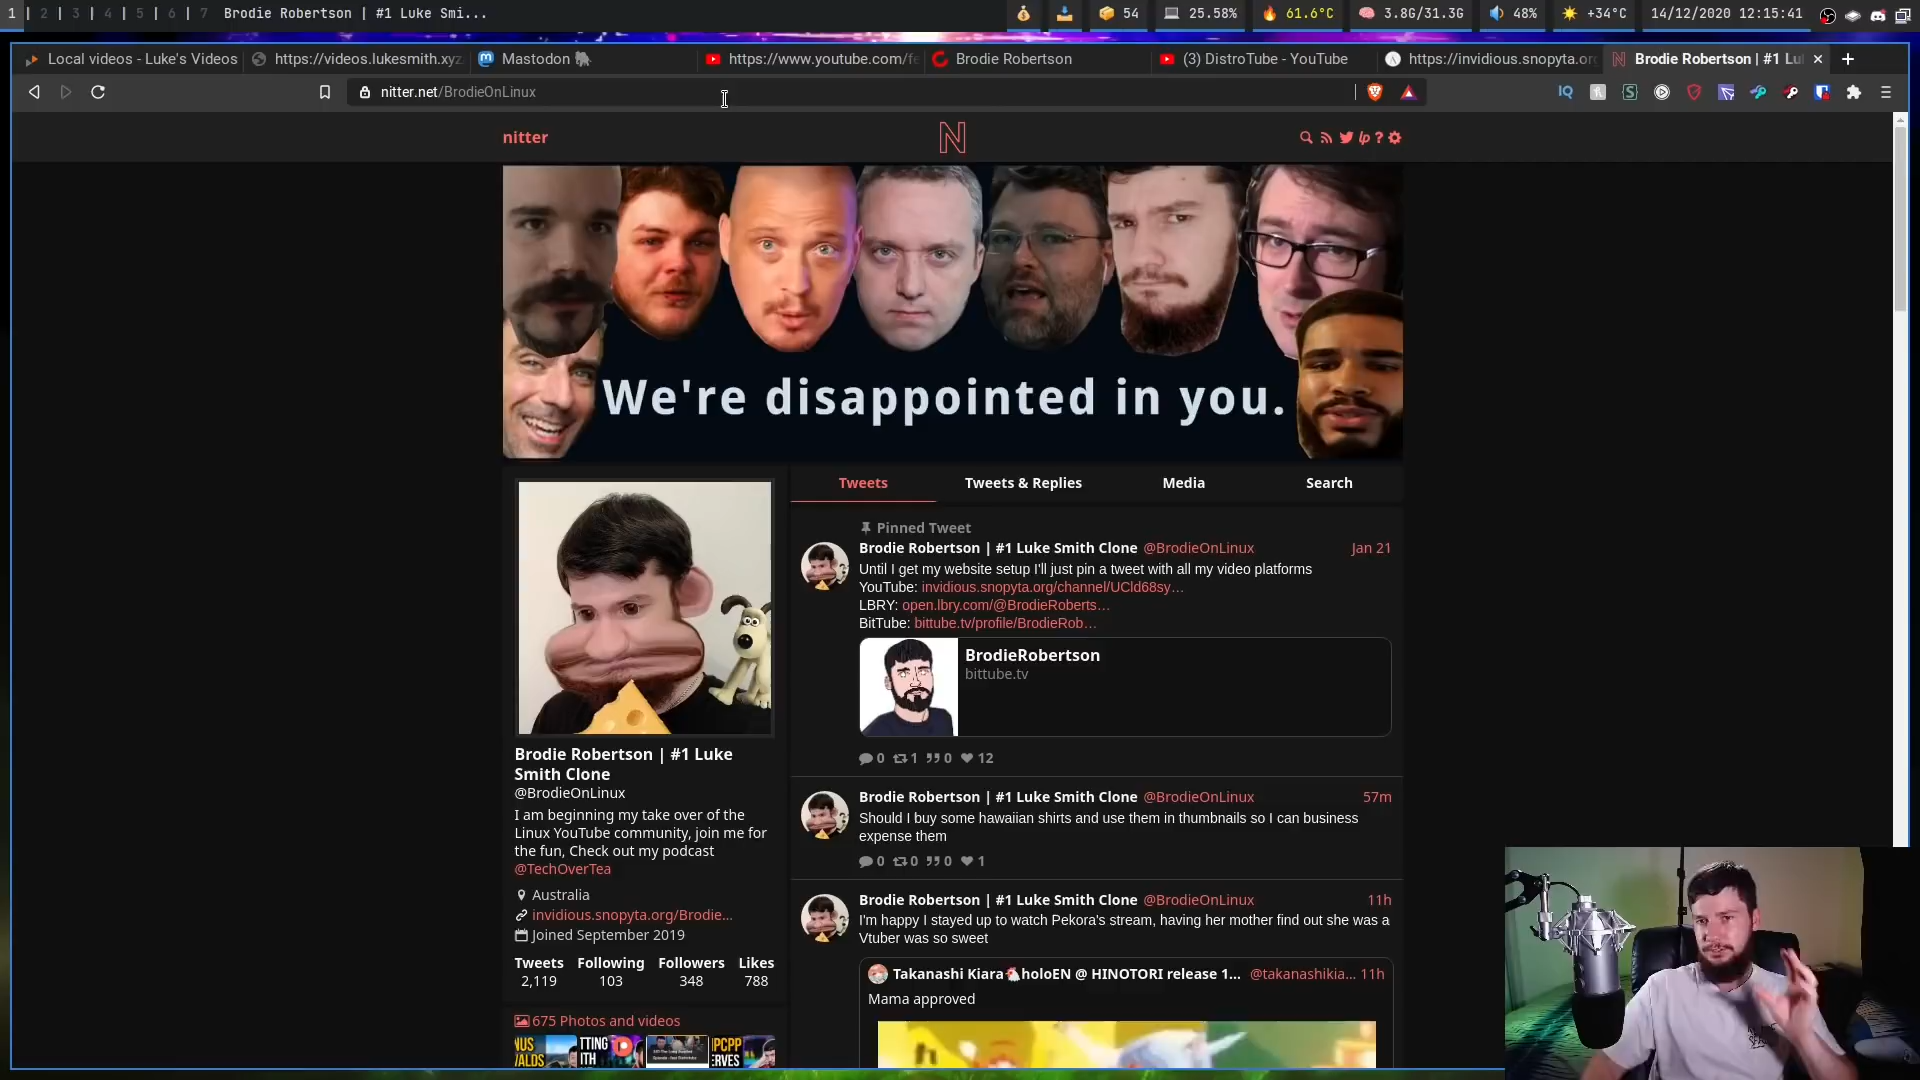 1 | 2 | 3 | 4 | 5 | 6 | 7 Brodie Robertson | #1 Luke Smi...
54 25.58% 61.6°C 3.8G/31.3G 48% +34°C 14/12/2020 12:15:41
Local videos - Luke's Videos https://videos.lukesmith.xyz Mastodon https://www.youtube.com/fe Brodie Robertson (3) DistroTube - YouTube https://invidious.snopyta.org Brodie Robertson | #1 Lu
nitter.net/BrodieOnLinux
nitter
We're disappointed in you.
Tweets Tweets & Replies Media Search
Pinned Tweet
Brodie Robertson | #1 Luke Smith Clone @BrodieOnLinux Jan 21
Until I get my website setup I'll just pin a tweet with all my video platforms
YouTube: invidious.snopyta.org/channel/UCld68sy…
LBRY: open.lbry.com/@BrodieRoberts…
BitTube: bittube.tv/profile/BrodieRob…
BrodieRobertson
bittube.tv
0 1 0 12
Brodie Robertson | #1 Luke Smith Clone @BrodieOnLinux 57m
Should I buy some hawaiian shirts and use them in thumbnails so I can business
expense them
0 0 0 1
Brodie Robertson | #1 Luke Smith Clone @BrodieOnLinux 11h
I'm happy I stayed up to watch Pekora's stream, having her mother find out she was a
Vtuber was so sweet
Takanashi Kiara holoEN @ HINOTORI release 1... @takanashikia... 11h
Mama approved
Brodie Robertson | #1 Luke
Smith Clone
@BrodieOnLinux
I am beginning my take over of the
Linux YouTube community, join me for
the fun, Check out my podcast
@TechOverTea
Australia
invidious.snopyta.org/Brodie...
Joined September 2019
Tweets Following Followers Likes
2,119 103 348 788
675 Photos and videos